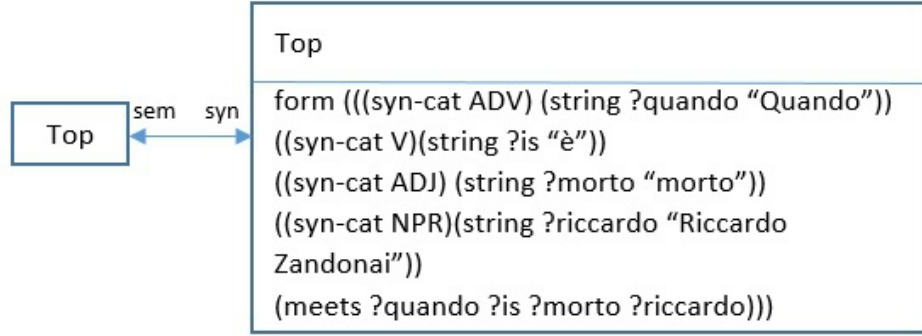 Top
sem syn
Top
form (((syn-cat ADV) (string ?quando “Quando”))
((syn-cat V)(string ?is “è”))
((syn-cat ADJ) (string ?morto “morto”))
((syn-cat NPR)(string ?riccardo “Riccardo
Zandonai”))
(meets ?quando ?is ?morto ?riccardo)))